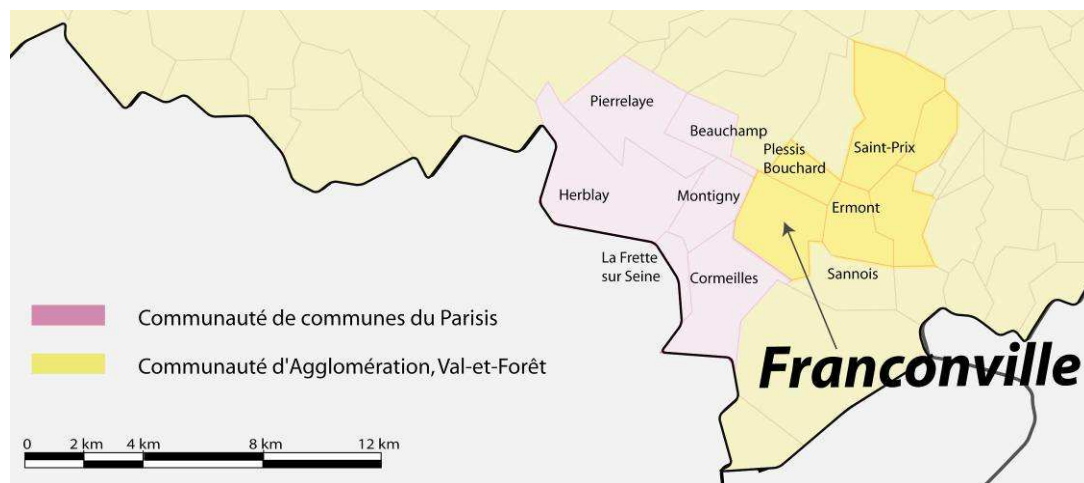 Pierrelaye
Beauchamp
Plessis
Bouchard
Saint-Prix
Herblay
Montigny
Ermont
La Frette
sur Seine
Cormeilles
Sannois
Communauté de communes du Parisis
Communauté d'Agglomération, Val-et-Forêt
Franconville
0 2 km 4 km 8 km 12 km